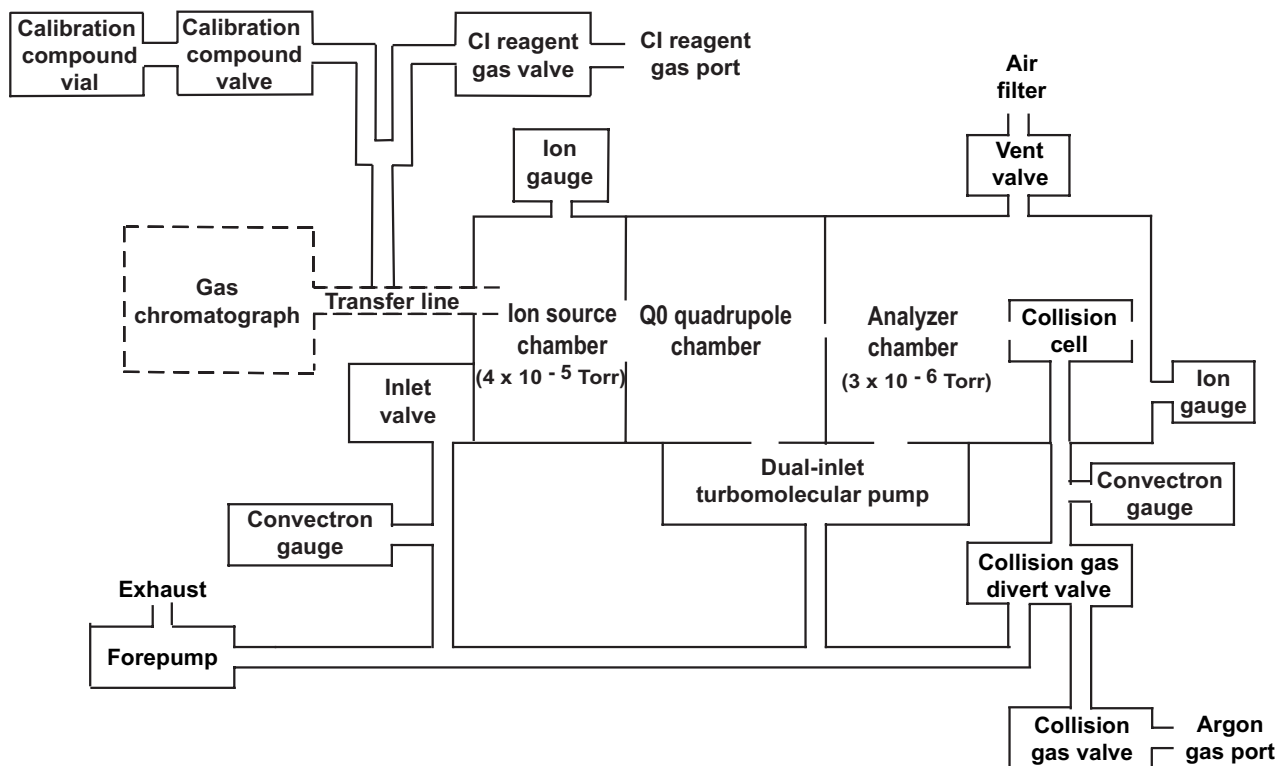 Calibration
compound
vial
Calibration
compound
valve
CI reagent
gas valve
CI reagent
gas port
Air
filter
Ion
gauge
Vent
valve
Gas
chromatograph
Transfer line
Ion source
chamber
(4 x 10 - 5 Torr)
Q0 quadrupole
chamber
Analyzer
chamber
(3 x 10 - 6 Torr)
Collision
cell
Inlet
valve
Ion
gauge
Dual-inlet
turbomolecular pump
Convectron
gauge
Convectron
gauge
Collision gas
divert valve
Exhaust
Forepump
Collision
gas valve
Argon
gas port